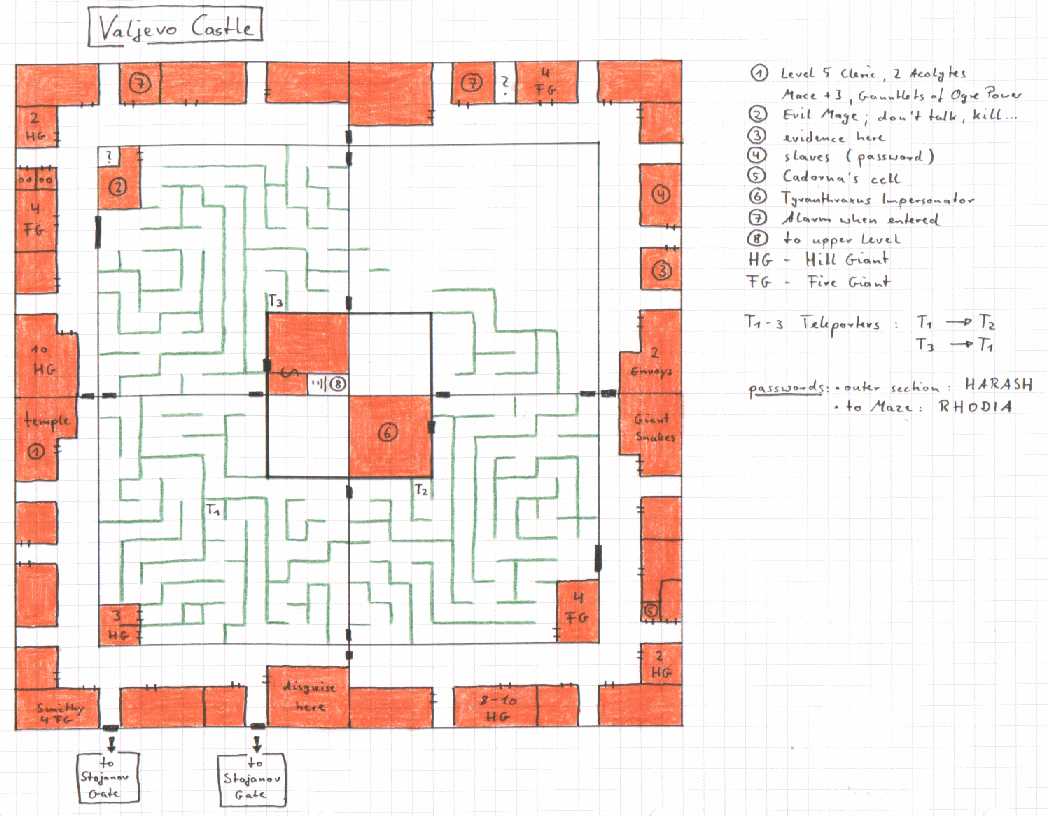 Valjevo Castle
7
7
?
4
FG
2
HG
?
2
4
FG
4
3
T3
10
HG
8
2
Envoys
temple
1
6
Giant
Snakes
T2
T1
3
HG
4
FG
5
2
HG
Smithy
4 FG
disguise
here
8-10
HG
to
Stojanov
Gate
to
Stojanov
Gate
1 Level 5 Cleric, 2 Acolytes
Mace +3, Gauntlets of Ogre Power
2 Evil Mage; don't talk, kill...
3 evidence here
4 slaves (password)
5 Cadorna's cell
6 Tyranthraxus Impersonator
7 Alarm when entered
8 to upper level
HG - Hill Giant
FG - Fire Giant
T1-3 Teleporters : T1 → T2
T3 → T1
passwords: • outer section : HARASH
• to Maze : RHODIA